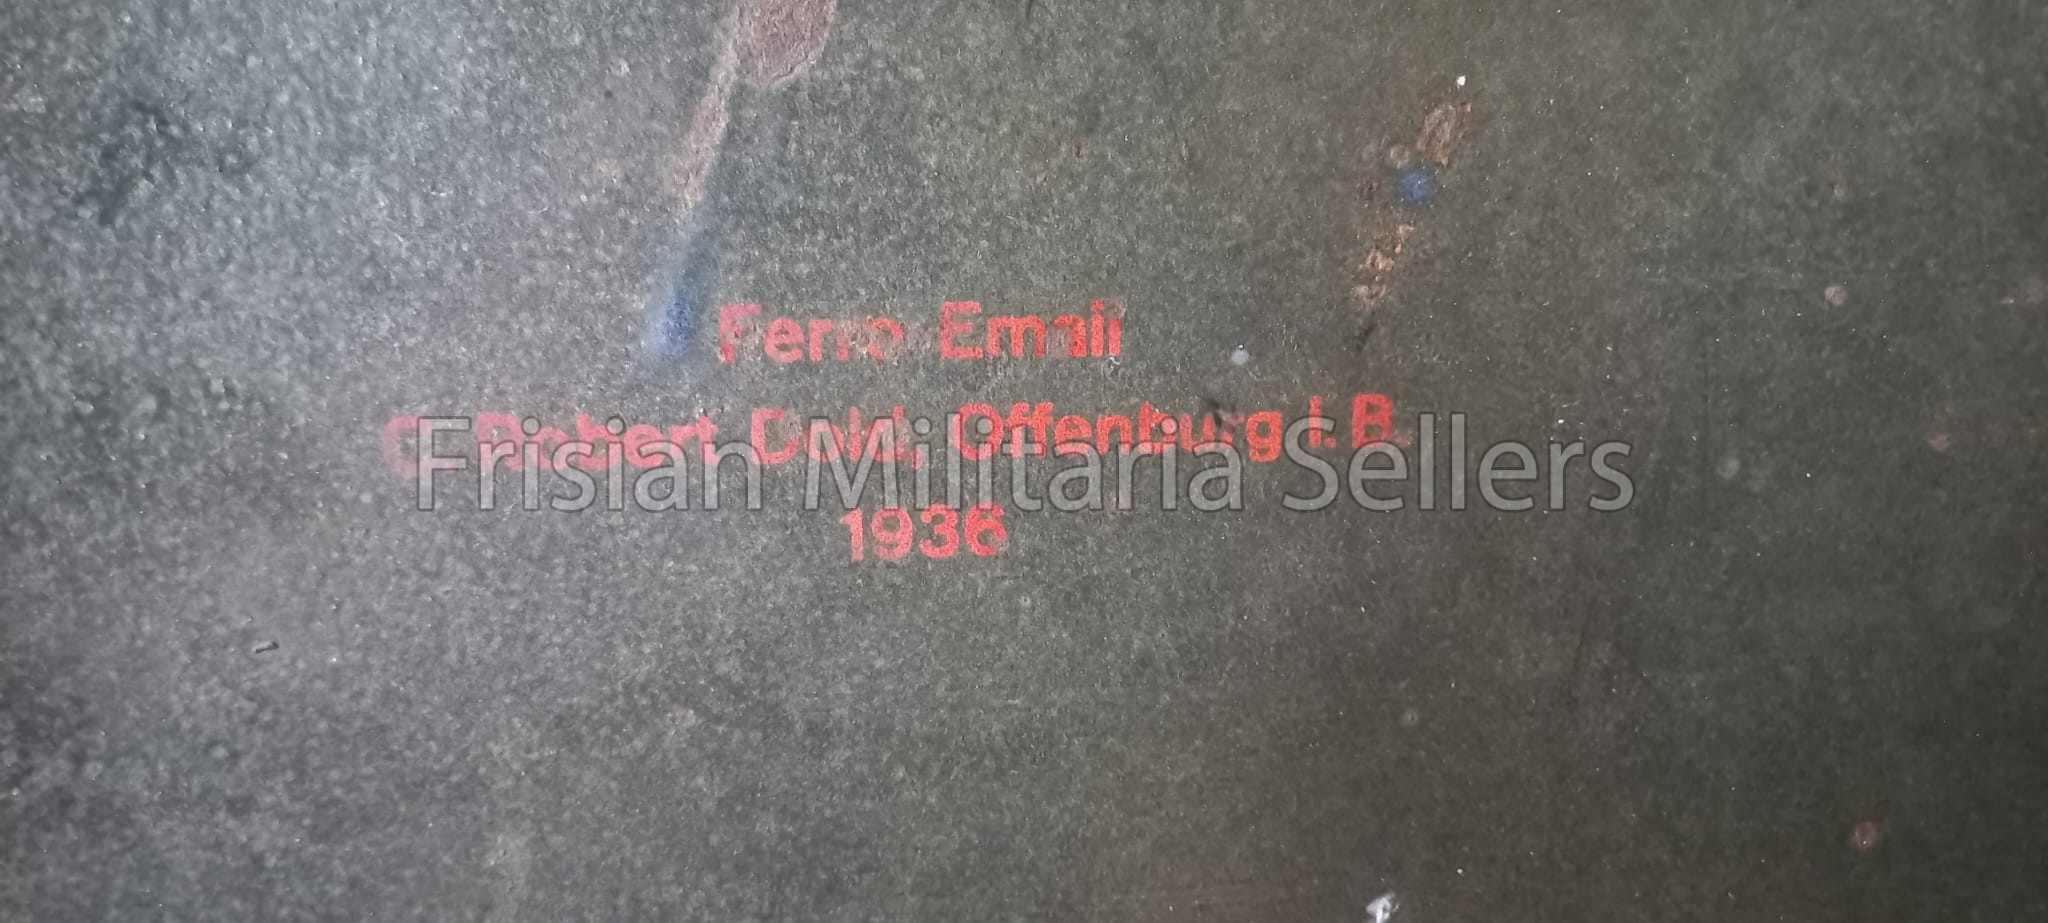 Ferro-Email
C. Robert Dold, Offenburg i. B.
Frisian Militaria Sellers
1936